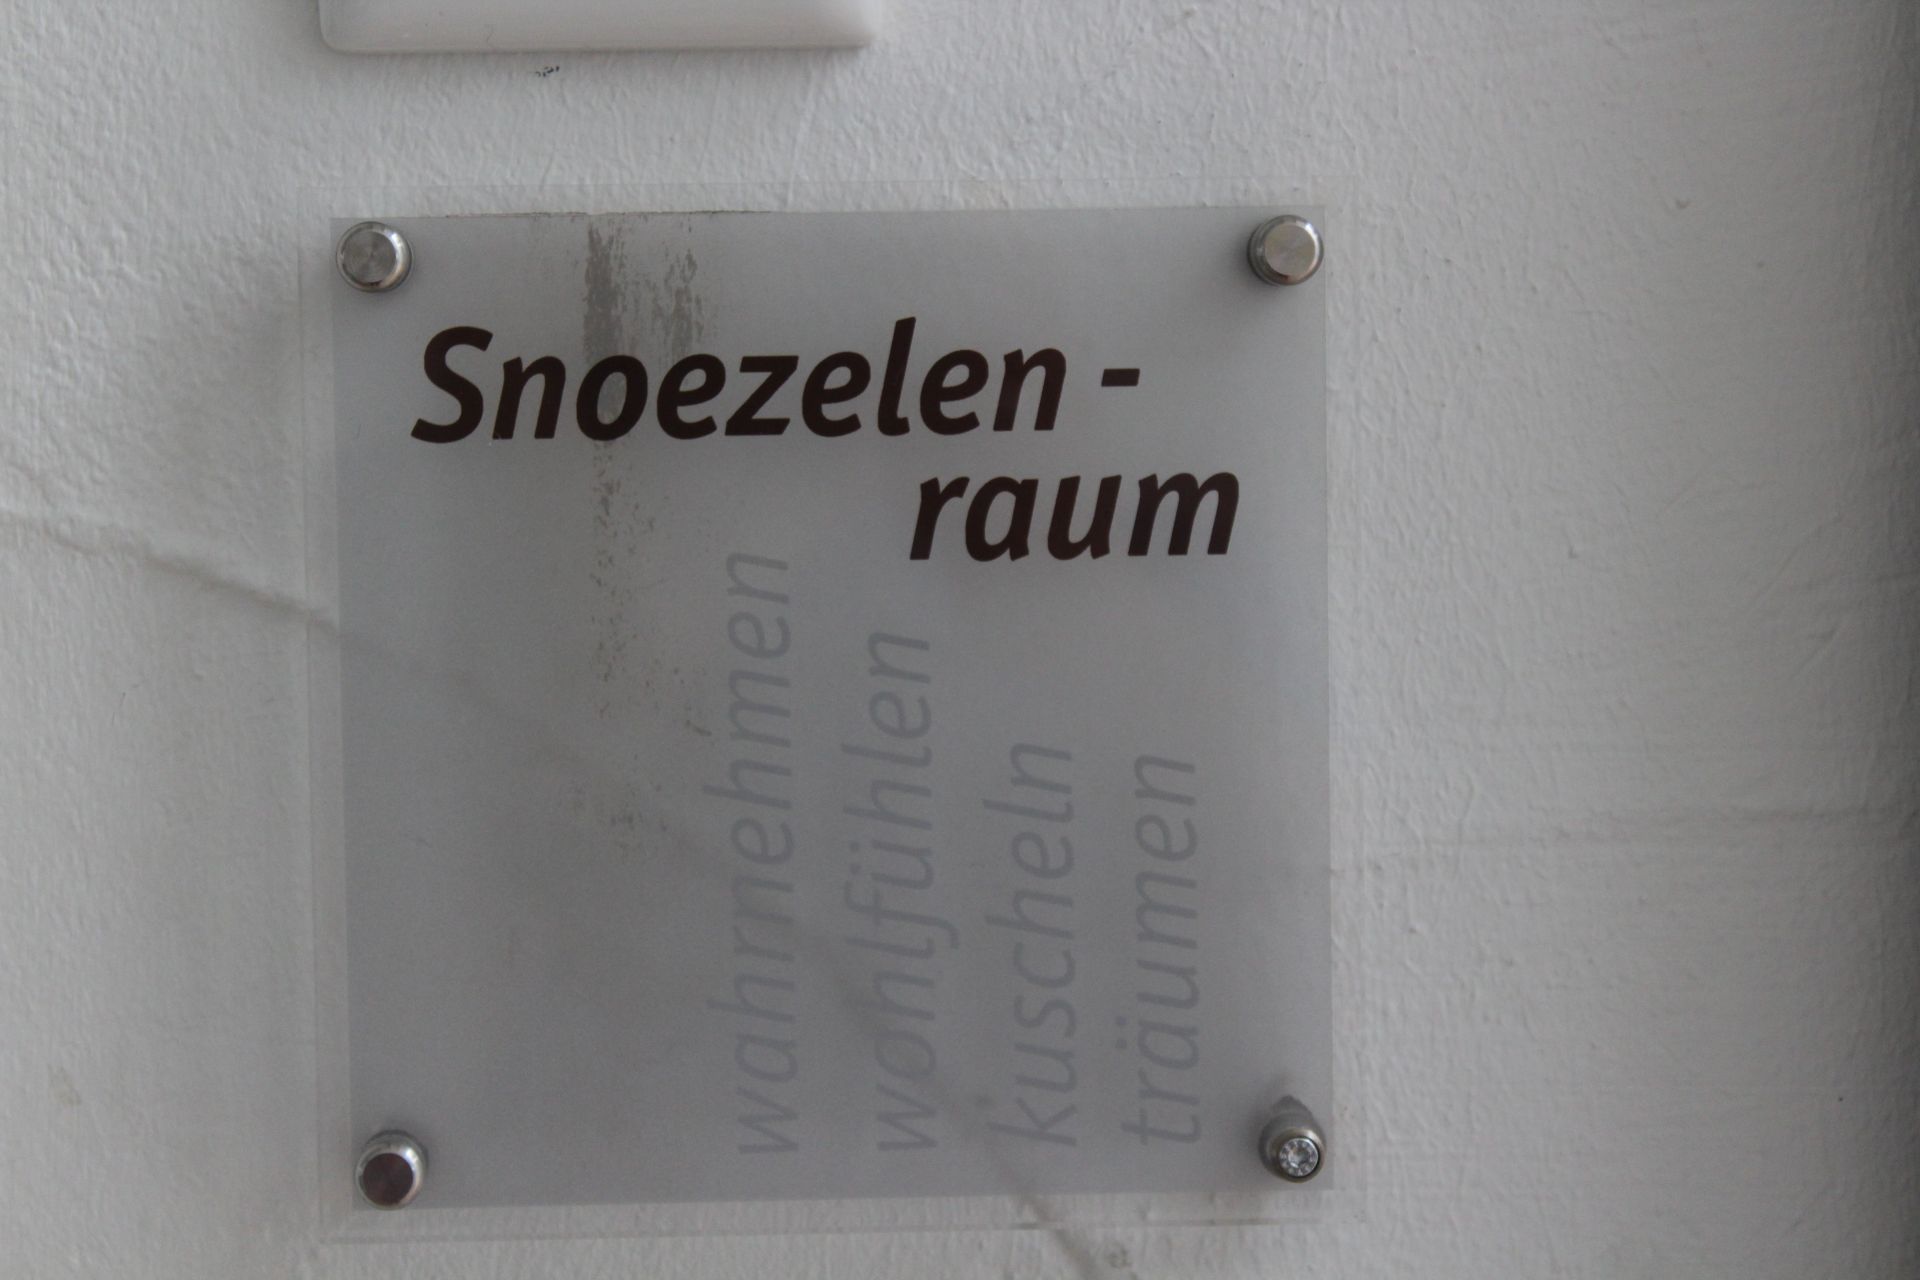 Snoezelen-
raum
wahrnehmen
wohlfühlen
kuscheln
träumen